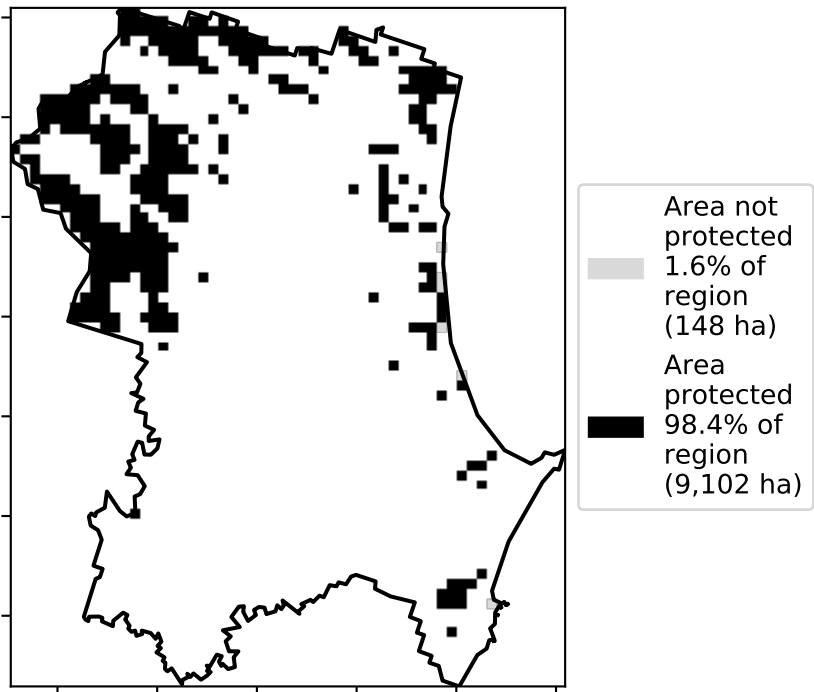 Area not
protected
1.6% of
region
(148 ha)
Area
protected
98.4% of
region
(9,102 ha)